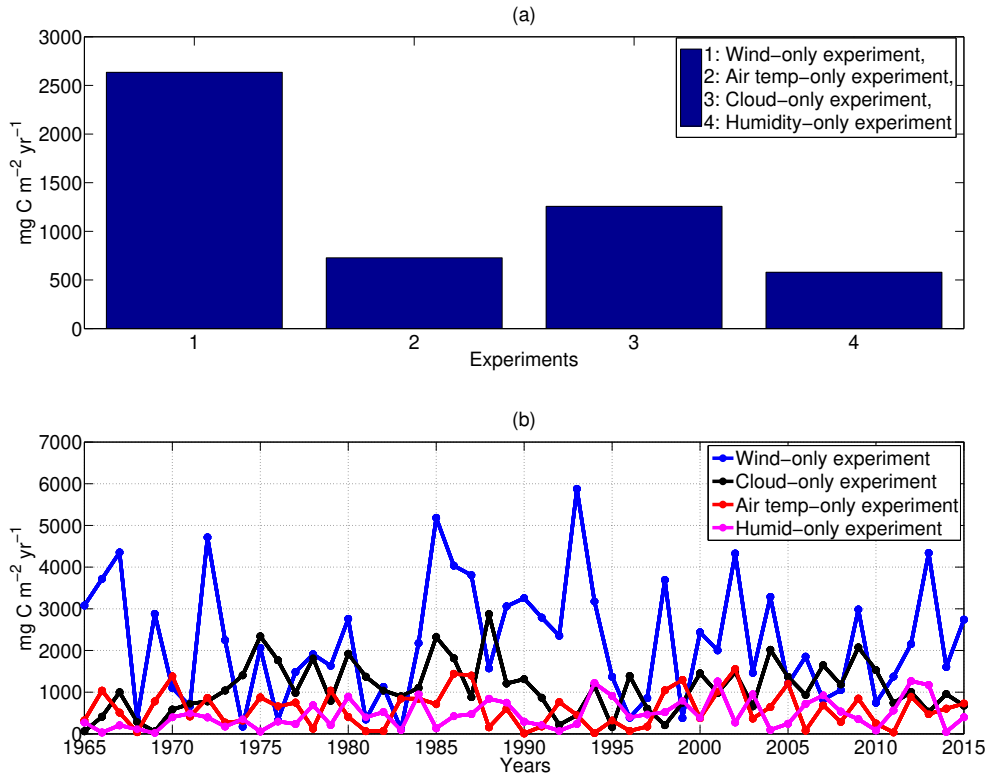 (a)
3000
2500
2000
1500
1000
500
0
mg C m−2 yr−1
1: Wind−only experiment,
2: Air temp−only experiment,
3: Cloud−only experiment,
4: Humidity−only experiment
1 2 3 4
Experiments
(b)
7000
6000
5000
4000
3000
2000
1000
0
mg C m−2 yr−1
Wind−only experiment
Cloud−only experiment
Air temp−only experiment
Humid−only experiment
1965 1970 1975 1980 1985 1990 1995 2000 2005 2010 2015
Years